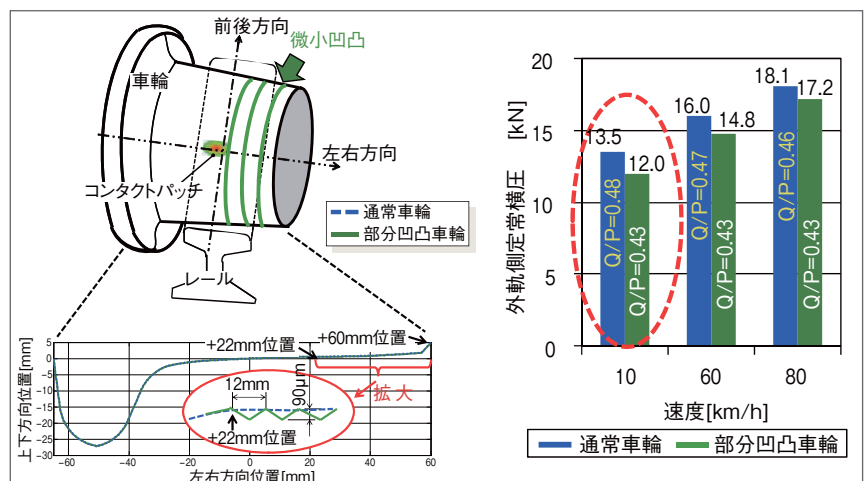 前後方向
微小凹凸
車輪
左右方向
コンタクトパッチ
通常車輪
部分凹凸車輪
レール
+60mm位置
+22mm位置
拡大
12mm
90μm
+22mm位置
上下方向位置[mm]
5
0
-5
-10
-15
-20
-25
-30
-60
-40
-20
0
20
40
60
左右方向位置[mm]
外軌側定常横圧 [kN]
20
15
10
5
0
13.5
12.0
16.0
14.8
18.1
17.2
Q/P=0.48
Q/P=0.43
Q/P=0.47
Q/P=0.43
Q/P=0.46
Q/P=0.43
10
60
80
速度[km/h]
通常車輪
部分凹凸車輪